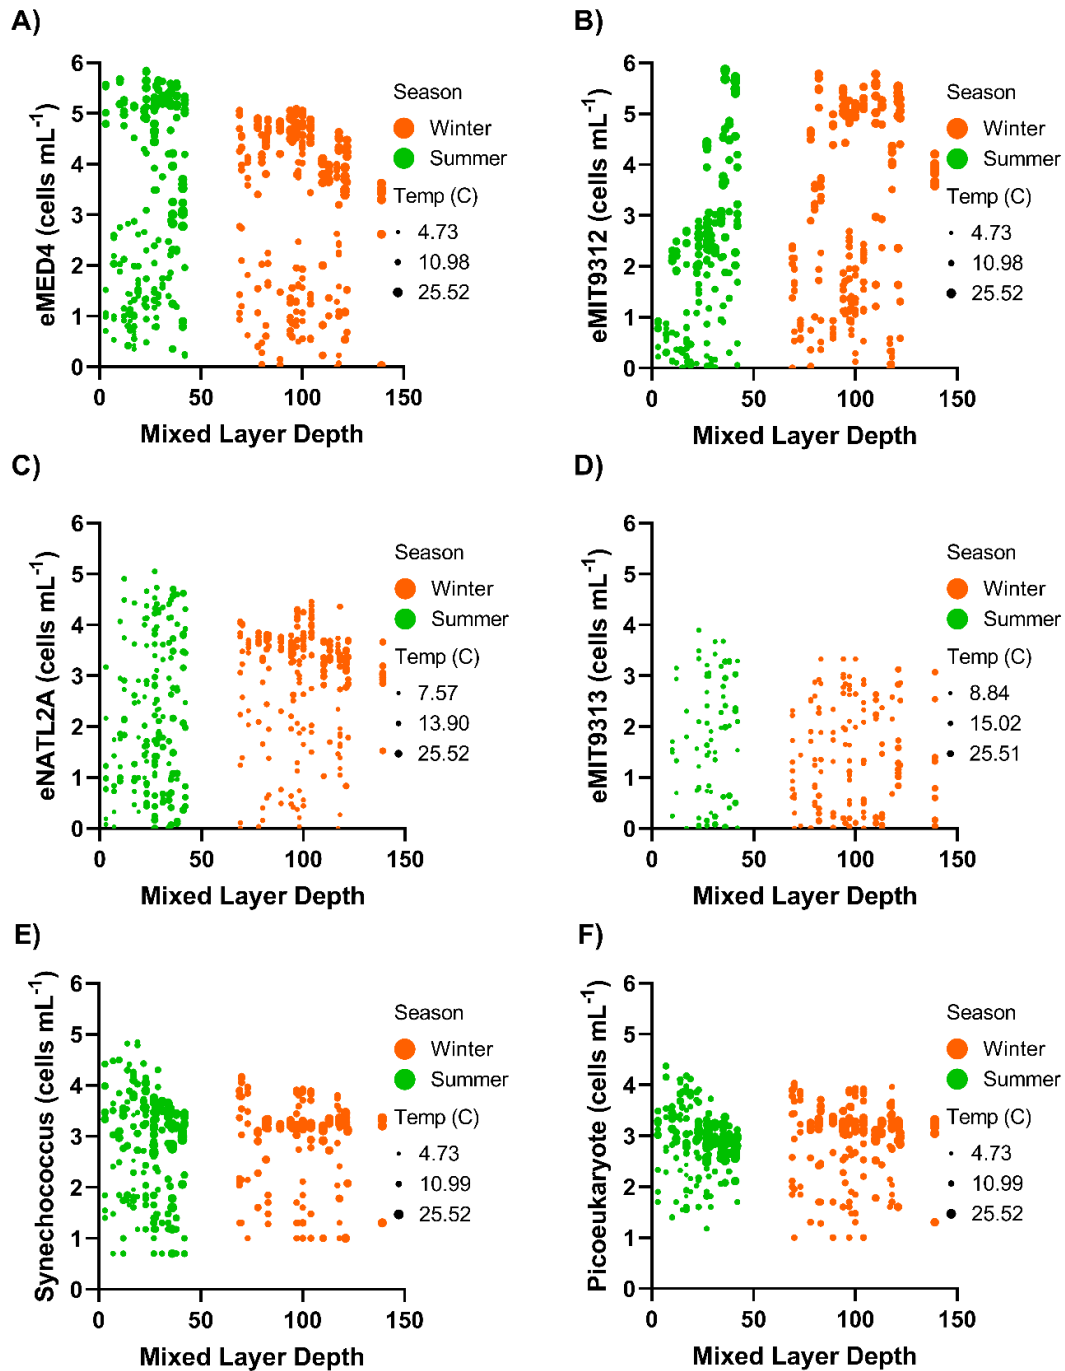 A)
eMED4 (cells mL⁻¹)
6
5
4
3
2
1
0
0
50
100
150
Mixed Layer Depth
Season
Winter
Summer
Temp (C)
4.73
10.98
25.52
B)
eMIT9312 (cells mL⁻¹)
6
5
4
3
2
1
0
0
50
100
150
Mixed Layer Depth
Season
Winter
Summer
Temp (C)
4.73
10.98
25.52
C)
eNATL2A (cells mL⁻¹)
6
5
4
3
2
1
0
0
50
100
150
Mixed Layer Depth
Season
Winter
Summer
Temp (C)
7.57
13.90
25.52
D)
eMIT9313 (cells mL⁻¹)
6
5
4
3
2
1
0
0
50
100
150
Mixed Layer Depth
Season
Winter
Summer
Temp (C)
8.84
15.02
25.51
E)
Synechococcus (cells mL⁻¹)
6
5
4
3
2
1
0
0
50
100
150
Mixed Layer Depth
Season
Winter
Summer
Temp (C)
4.73
10.99
25.52
F)
Picoeukaryote (cells mL⁻¹)
6
5
4
3
2
1
0
0
50
100
150
Mixed Layer Depth
Season
Winter
Summer
Temp (C)
4.73
10.99
25.52